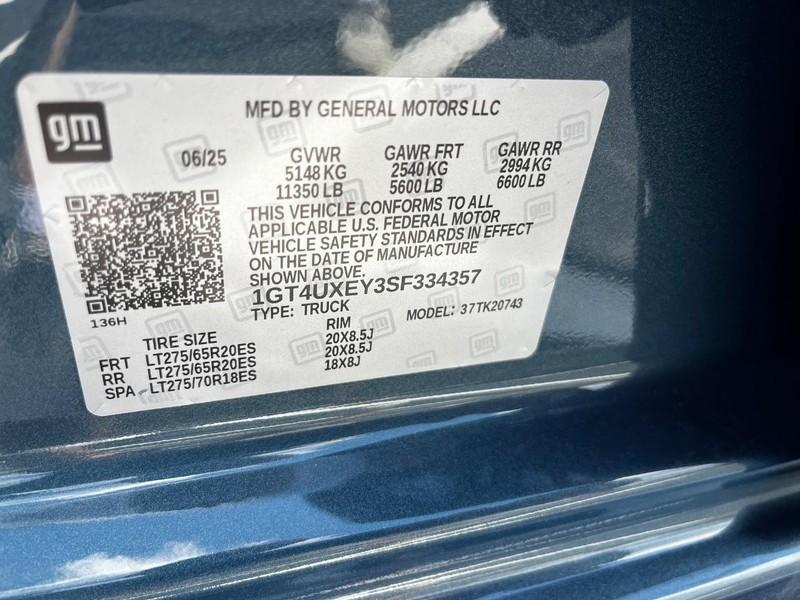 gm
MFD BY GENERAL MOTORS LLC
06/25
GVWR
5148 KG
11350 LB
GAWR FRT
2540 KG
5600 LB
GAWR RR
2994 KG
6600 LB
THIS VEHICLE CONFORMS TO ALL
APPLICABLE U.S. FEDERAL MOTOR
VEHICLE SAFETY STANDARDS IN EFFECT
ON THE DATE OF MANUFACTURE
SHOWN ABOVE.
1GT4UXEY3SF334357
TYPE: TRUCK MODEL: 37TK20743
136H
TIRE SIZE RIM
FRT LT275/65R20ES 20X8.5J
RR LT275/65R20ES 20X8.5J
SPA LT275/70R18ES 18X8J